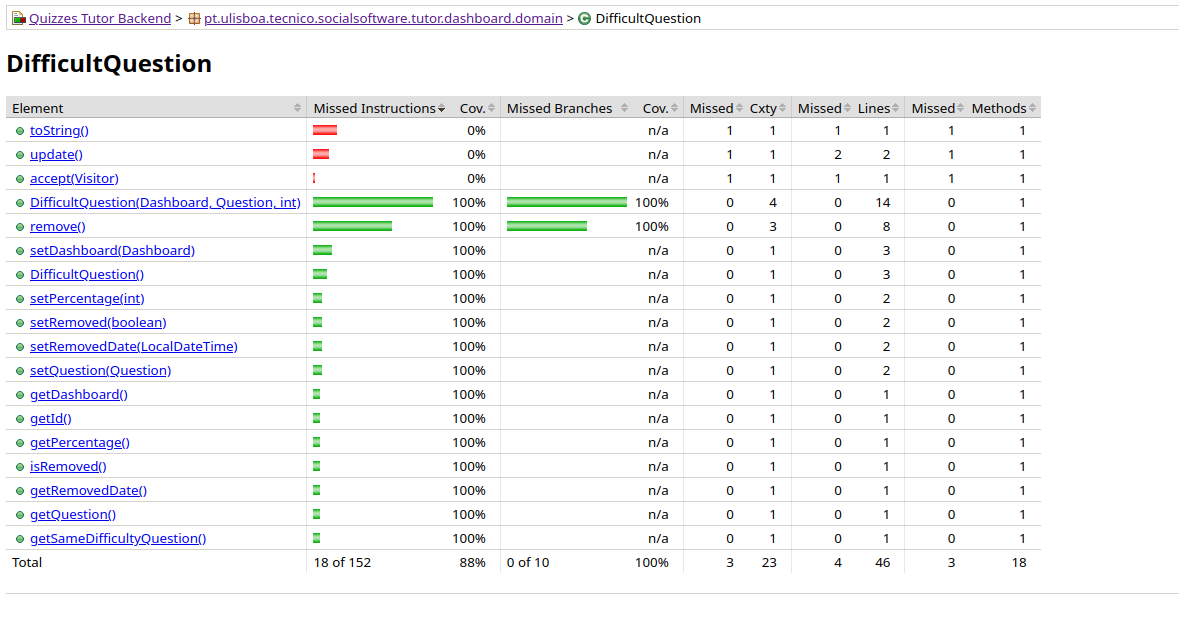 Quizzes Tutor Backend > pt.ulisboa.tecnico.socialsoftware.tutor.dashboard.domain > DifficultQuestion
DifficultQuestion
Element Missed Instructions Cov. Missed Branches Cov. Missed Cxty Missed Lines Missed Methods
toString() 0% n/a 1 1 1 1 1 1
update() 0% n/a 1 1 2 2 1 1
accept(Visitor) 0% n/a 1 1 1 1 1 1
DifficultQuestion(Dashboard, Question, int) 100% 100% 0 4 0 14 0 1
remove() 100% 100% 0 3 0 8 0 1
setDashboard(Dashboard) 100% n/a 0 1 0 3 0 1
DifficultQuestion() 100% n/a 0 1 0 3 0 1
setPercentage(int) 100% n/a 0 1 0 2 0 1
setRemoved(boolean) 100% n/a 0 1 0 2 0 1
setRemovedDate(LocalDateTime) 100% n/a 0 1 0 2 0 1
setQuestion(Question) 100% n/a 0 1 0 2 0 1
getDashboard() 100% n/a 0 1 0 1 0 1
getId() 100% n/a 0 1 0 1 0 1
getPercentage() 100% n/a 0 1 0 1 0 1
isRemoved() 100% n/a 0 1 0 1 0 1
getRemovedDate() 100% n/a 0 1 0 1 0 1
getQuestion() 100% n/a 0 1 0 1 0 1
getSameDifficultyQuestion() 100% n/a 0 1 0 1 0 1
Total 18 of 152 88% 0 of 10 100% 3 23 4 46 3 18